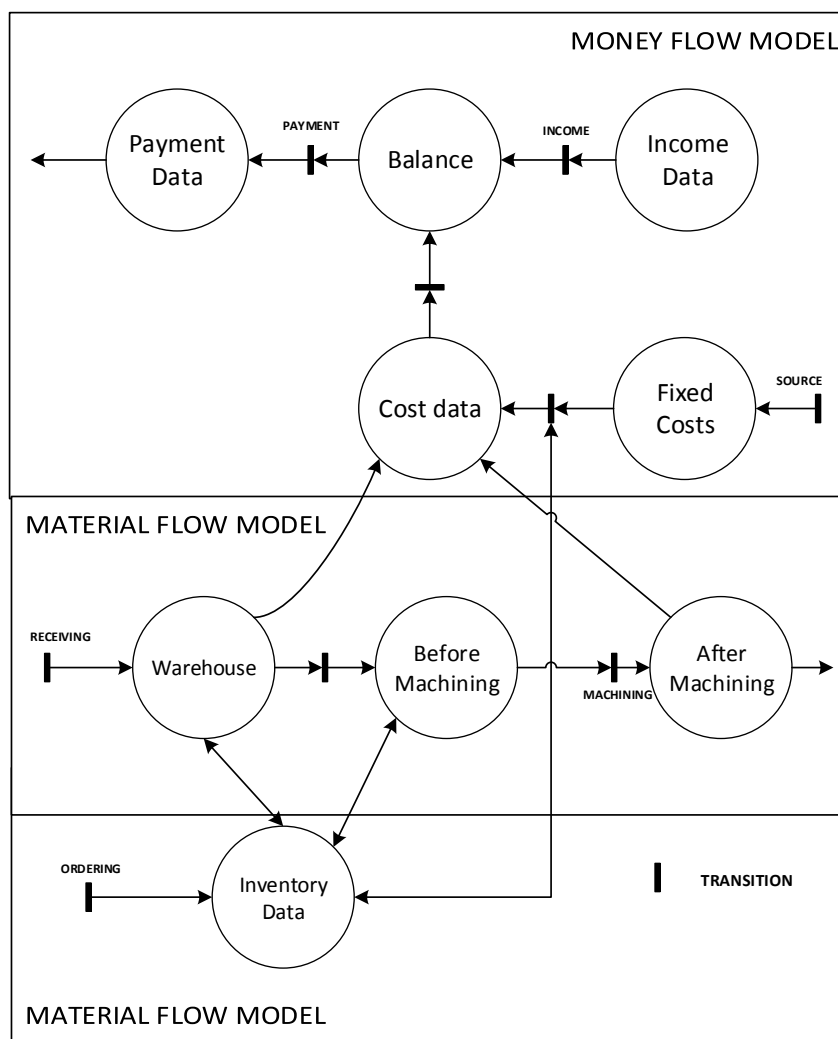 MONEY FLOW MODEL
PAYMENT
INCOME
Payment
Data
Balance
Income
Data
Cost data
Fixed
Costs
SOURCE
MATERIAL FLOW MODEL
RECEIVING
Warehouse
Before
Machining
MACHINING
After
Machining
ORDERING
Inventory
Data
TRANSITION
MATERIAL FLOW MODEL